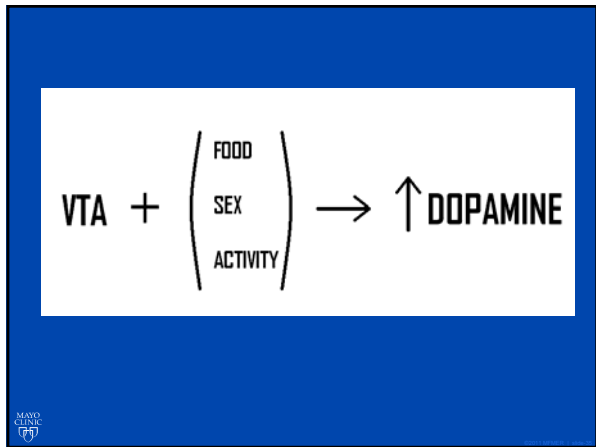 VTA + ( FOOD
SEX
ACTIVITY ) → ↑ DOPAMINE
MAYO
CLINIC